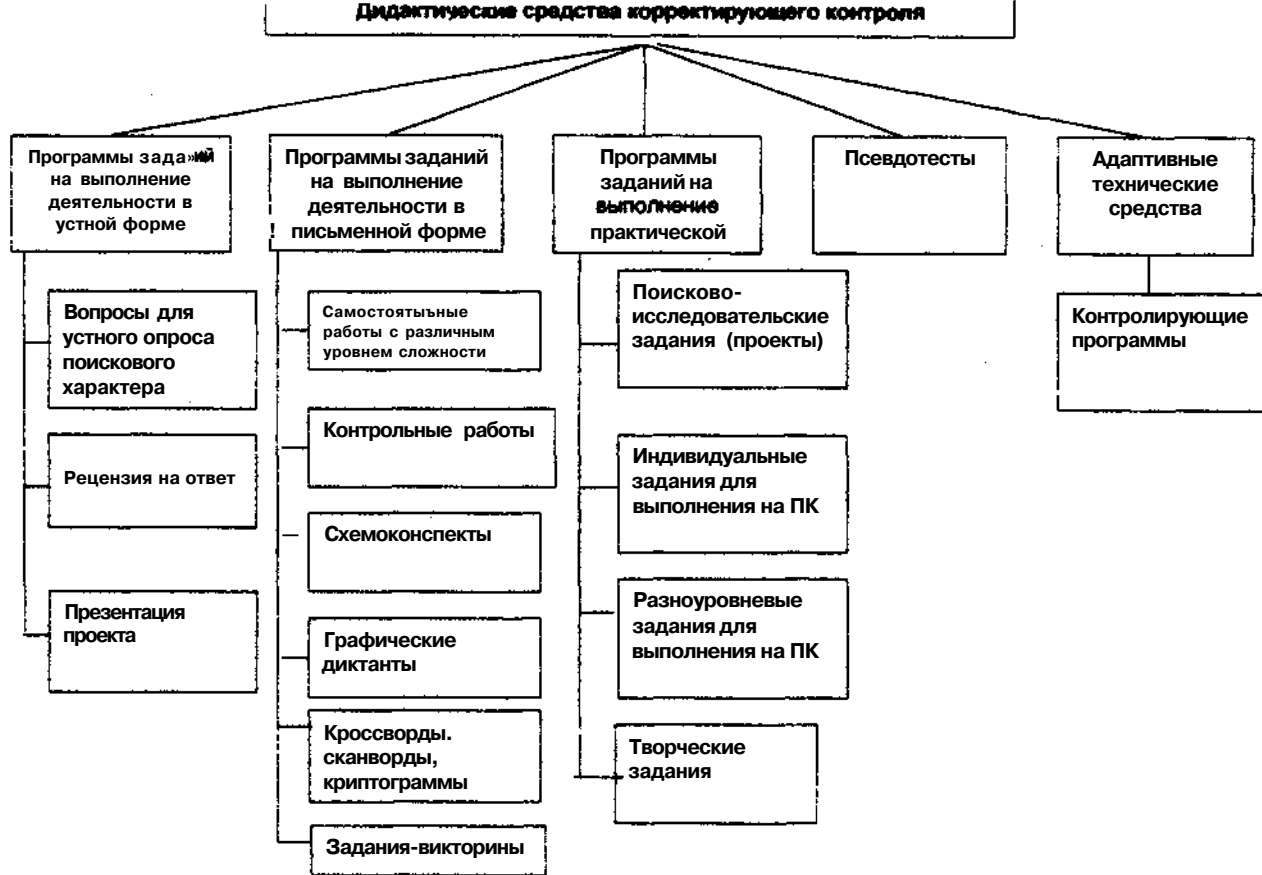 Дидактические средства корректирующего контроля
Программы зада»ий
на выполнение
деятельности в
устной форме
Программы заданий
на выполнение
деятельности в
письменной форме
Программы
заданий на
выполнение
практической
Псевдотесты
Адаптивные
технические
средства
Вопросы для
устного опроса
поискового
характера
Рецензия на ответ
Презентация
проекта
Самостоятыъные
работы с различным
уровнем сложности
Контрольные работы
Схемоконспекты
Графические
диктанты
Кроссворды.
сканворды,
криптограммы
Задания-викторины
Поисково-
исследовательские
задания (проекты)
Индивидуальные
задания для
выполнения на ПК
Разноуровневые
задания для
выполнения на ПК
Творческие
задания
Контролирующие
программы